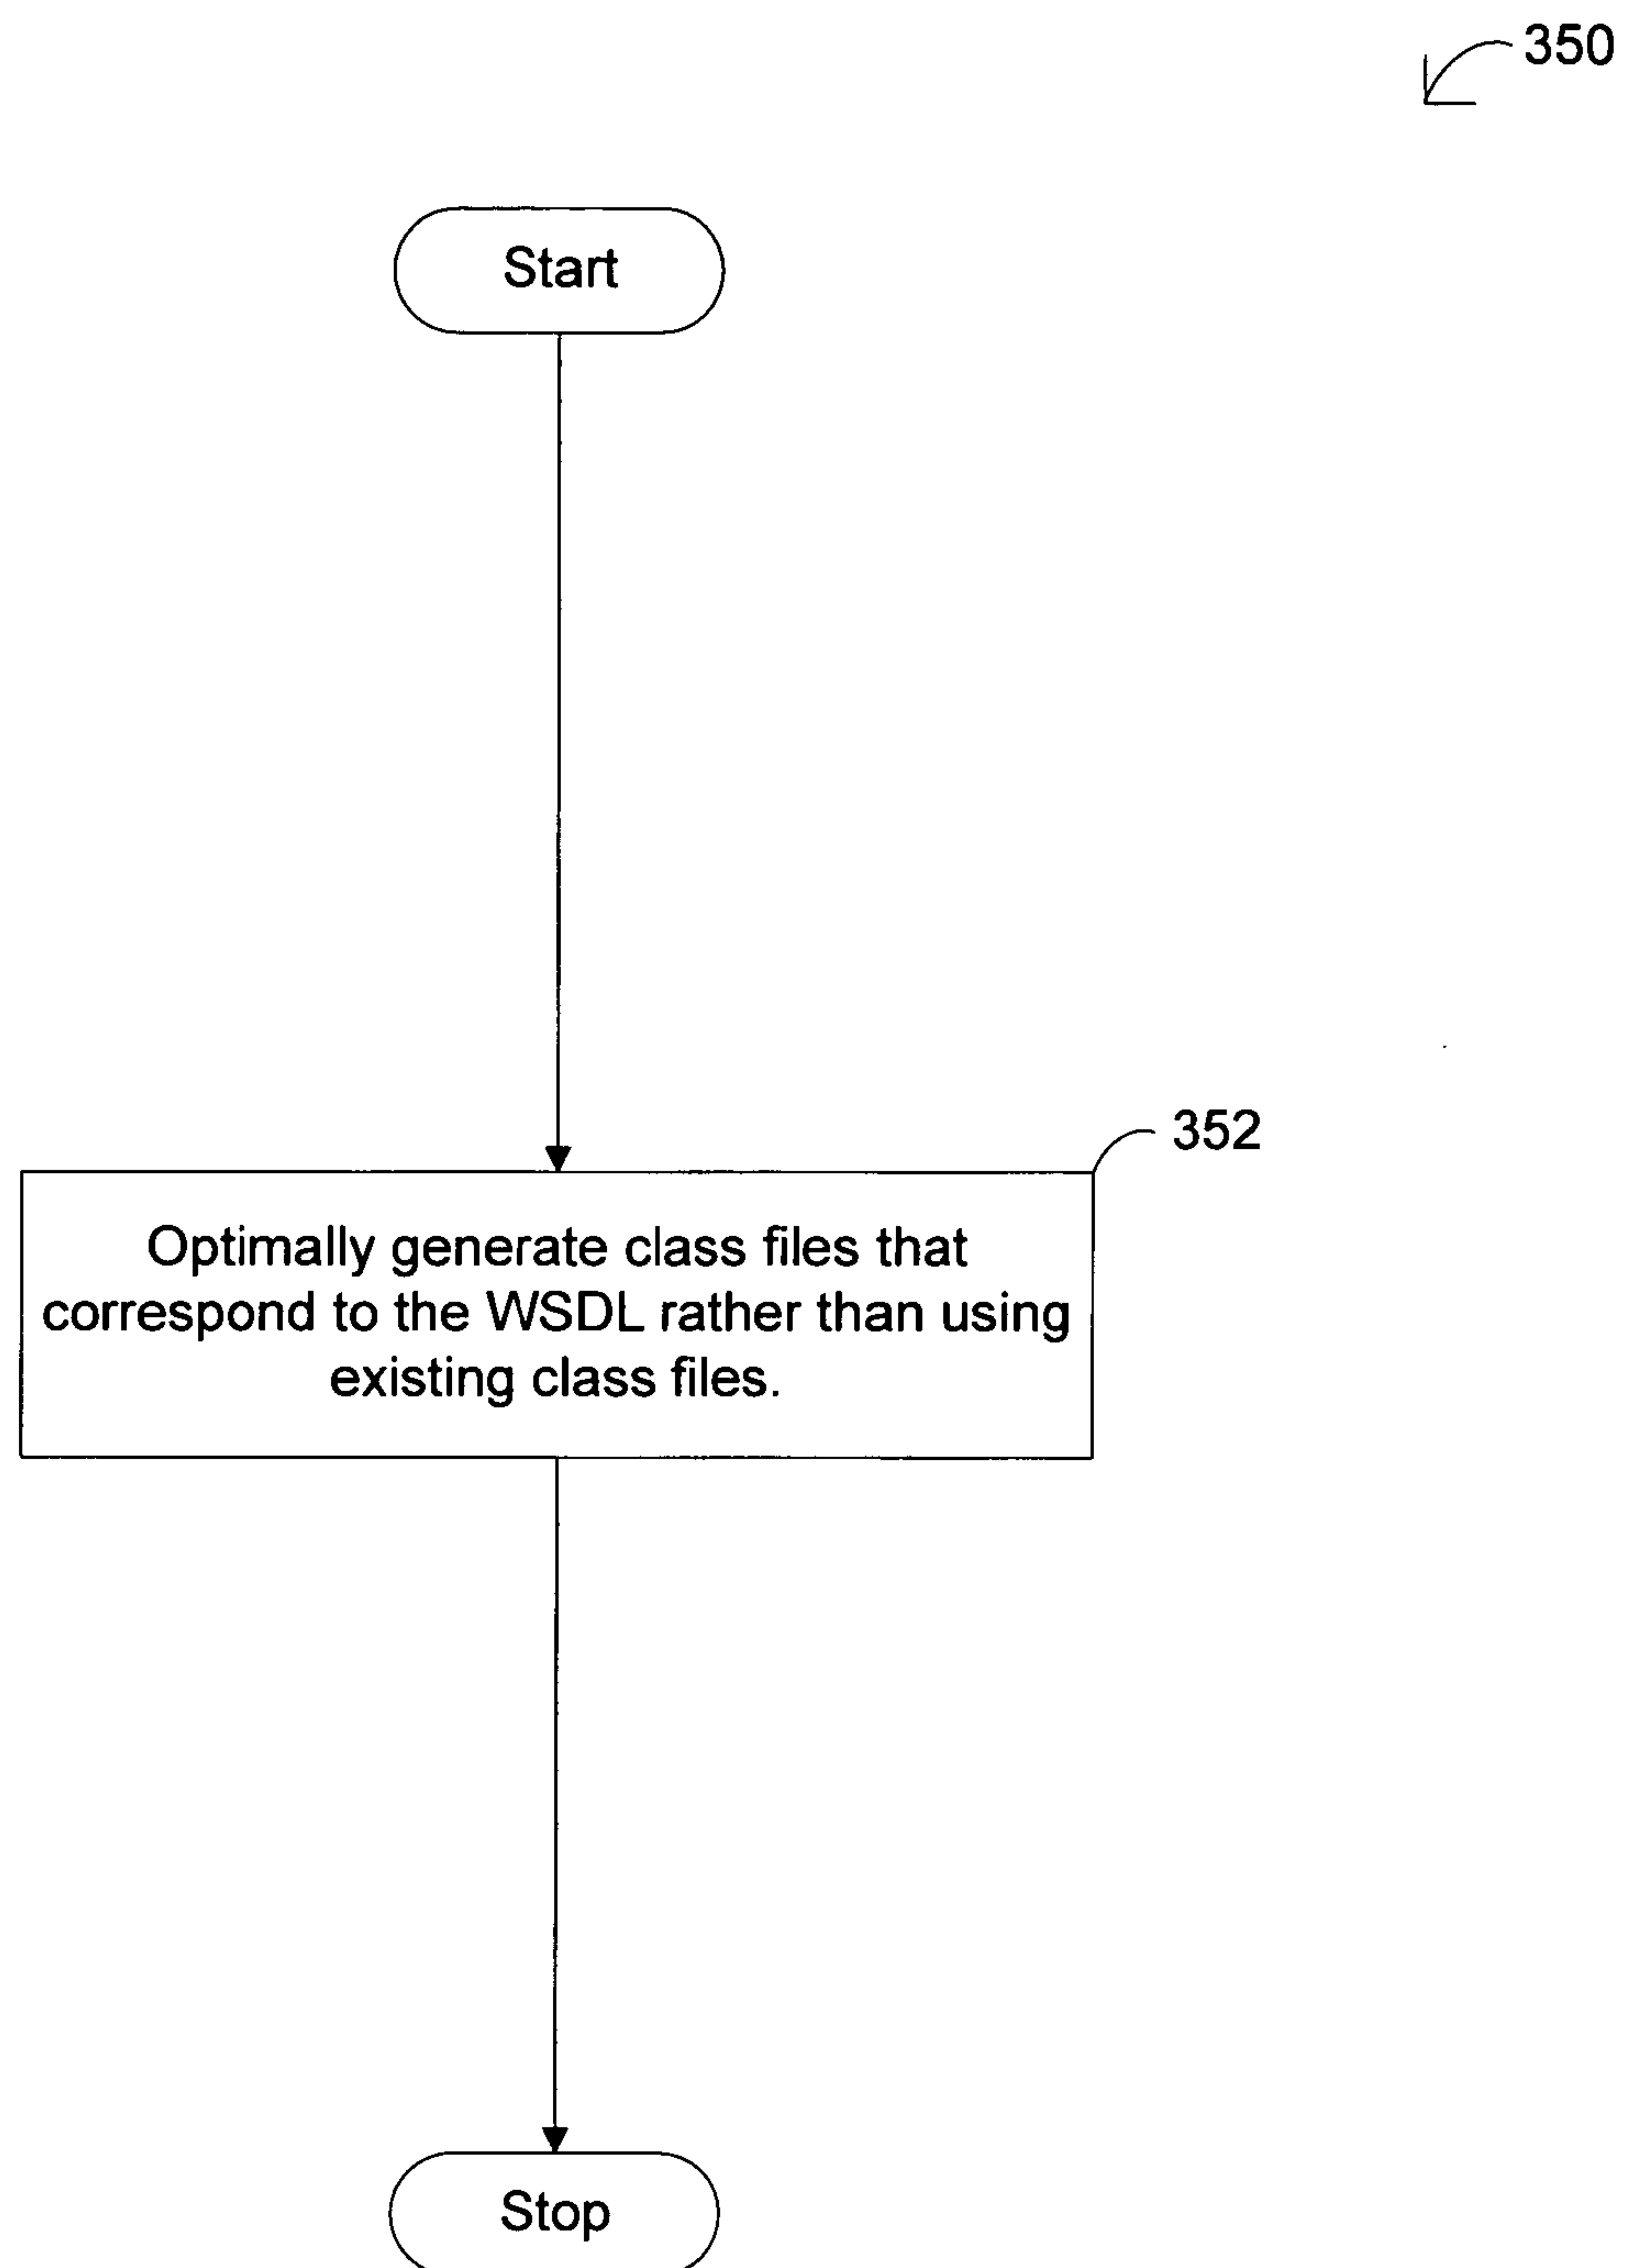 350
Start
352
Optimally generate class files that
correspond to the WSDL rather than using
existing class files.
Stop